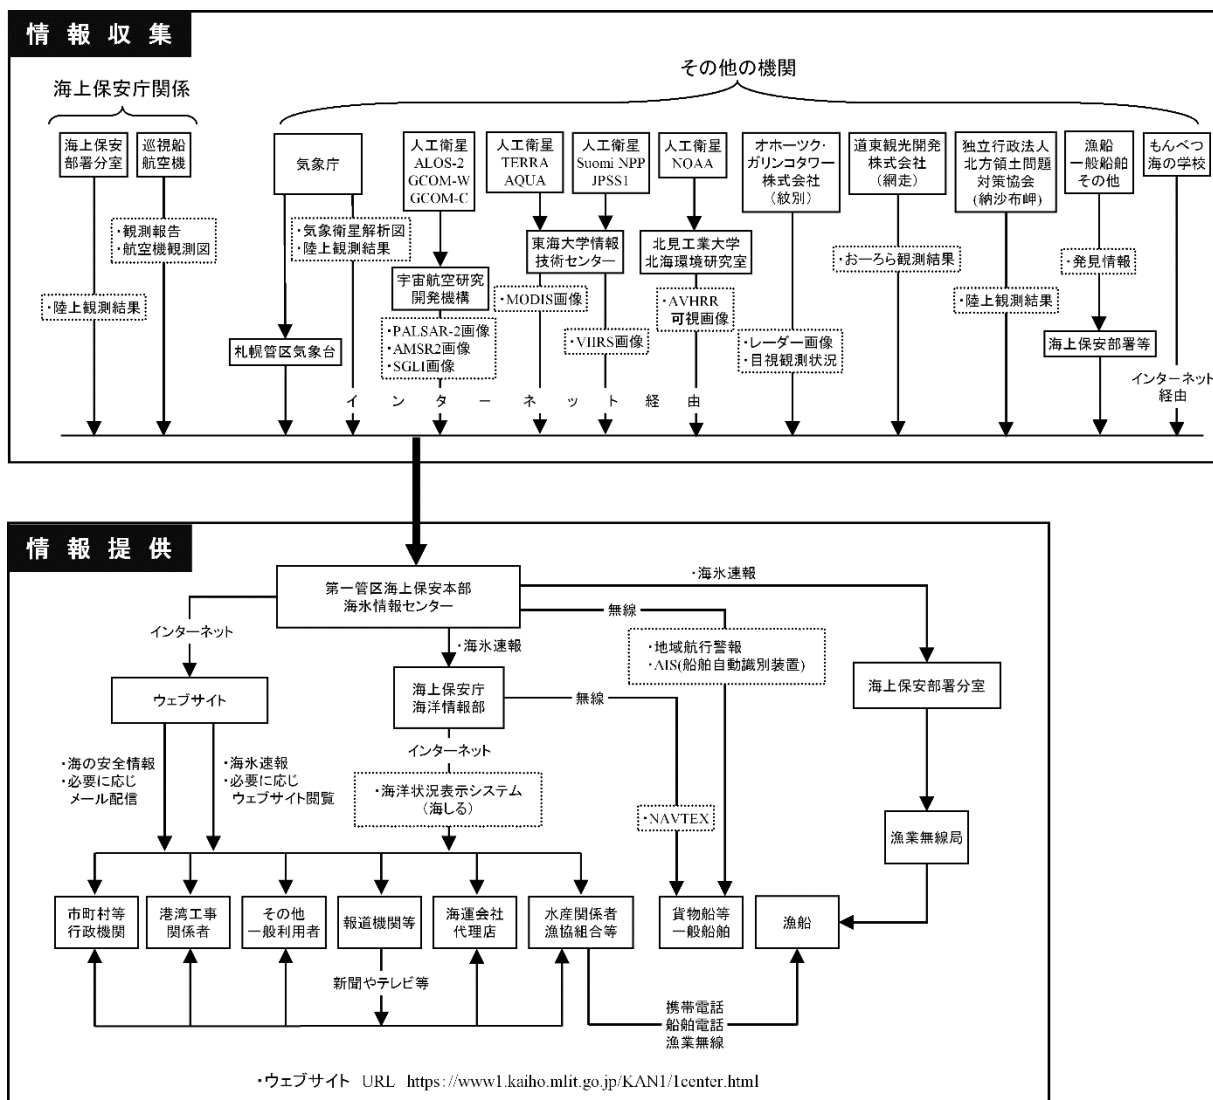 情報収集
海上保安庁関係
その他の機関
海上保安
部署分室
巡視船
航空機
気象庁
人工衛星
ALOS-2
GCOM-W
GCOM-C
人工衛星
TERRA
AQUA
人工衛星
Suomi NPP
JPSS1
人工衛星
NOAA
オホーツク・
ガリンコタワー
株式会社
(紋別)
道東観光開発
株式会社
(網走)
独立行政法人
北方領土問題
対策協会
(納沙布岬)
漁船
一般船舶
その他
もんべつ
海の学校
・観測報告
・航空機観測図
・気象衛星解析図
・陸上観測結果
東海大学情報
技術センター
北見工業大学
北海環境研究室
・おーろら観測結果
・発見情報
・陸上観測結果
宇宙航空研究
開発機構
・MODIS画像
・AVHRR
可視画像
・陸上観測結果
札幌管区気象台
・PALSAR-2画像
・AMSR2画像
・SGLI画像
・VIIRS画像
・レーダー画像
・目視観測状況
海上保安部署等
インターネット経由
インターネット
経由
情報提供
第一管区海上保安本部
海氷情報センター
・海氷速報
無線
インターネット
・海氷速報
・地域航行警報
・AIS(船舶自動識別装置)
海上保安部署分室
ウェブサイト
海上保安庁
海洋情報部
無線
インターネット
・海の安全情報
・必要に応じ
メール配信
・海氷速報
・必要に応じ
ウェブサイト閲覧
・海洋状況表示システム
(海しる)
・NAVTEX
漁業無線局
市町村等
行政機関
港湾工事
関係者
その他
一般利用者
報道機関等
海運会社
代理店
水産関係者
漁協組合等
貨物船等
一般船舶
漁船
新聞やテレビ等
携帯電話
船舶電話
漁業無線
・ウェブサイト URL https://www1.kaiho.mlit.go.jp/KAN1/1center.html